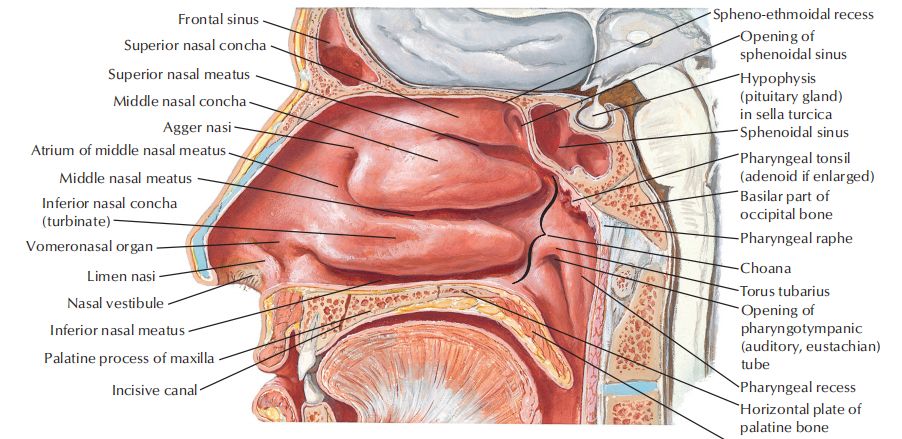 Frontal sinus
Superior nasal concha
Superior nasal meatus
Middle nasal concha
Agger nasi
Atrium of middle nasal meatus
Middle nasal meatus
Inferior nasal concha
(turbinate)
Vomeronasal organ
Limen nasi
Nasal vestibule
Inferior nasal meatus
Palatine process of maxilla
Incisive canal
Spheno-ethmoidal recess
Opening of
sphenoidal sinus
Hypophysis
(pituitary gland)
in sella turcica
Sphenoidal sinus
Pharyngeal tonsil
(adenoid if enlarged)
Basilar part of
occipital bone
Pharyngeal raphe
Choana
Torus tubarius
Opening of
pharyngotympanic
(auditory, eustachian)
tube
Pharyngeal recess
Horizontal plate of
palatine bone